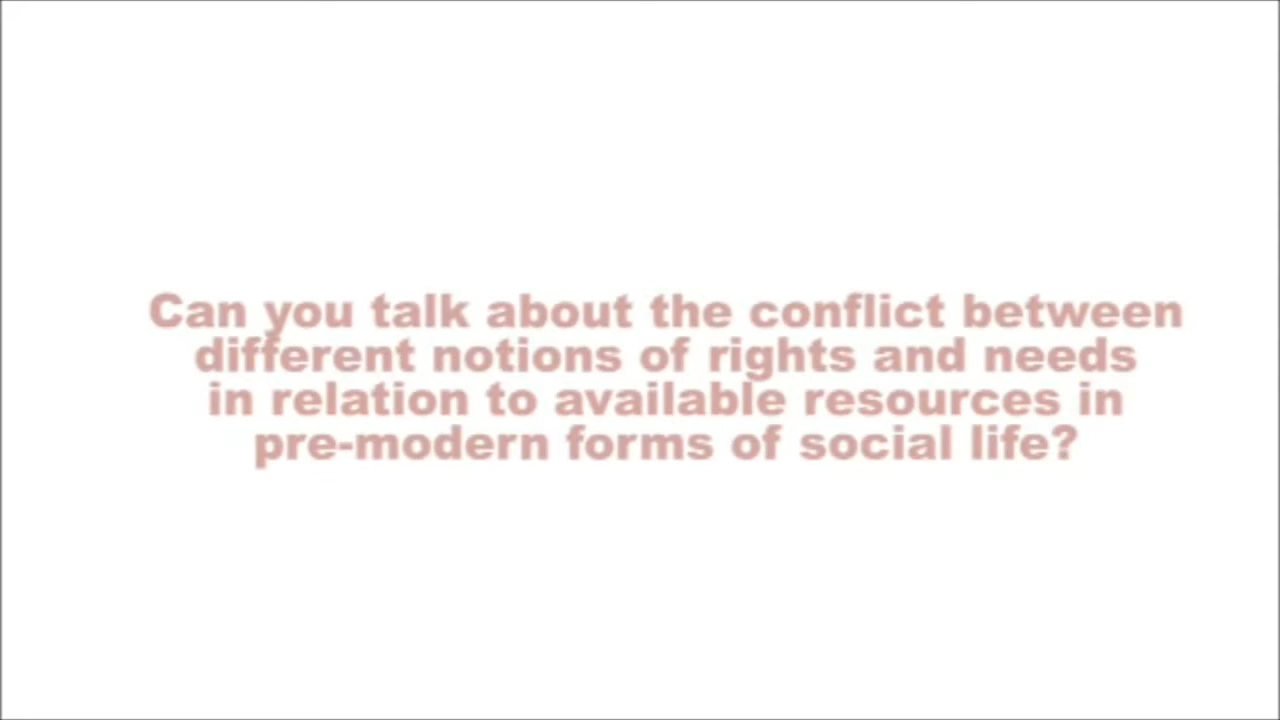 Can you talk about the conflict between
different notions of rights and needs
in relation to available resources in
pre-modern forms of social life?